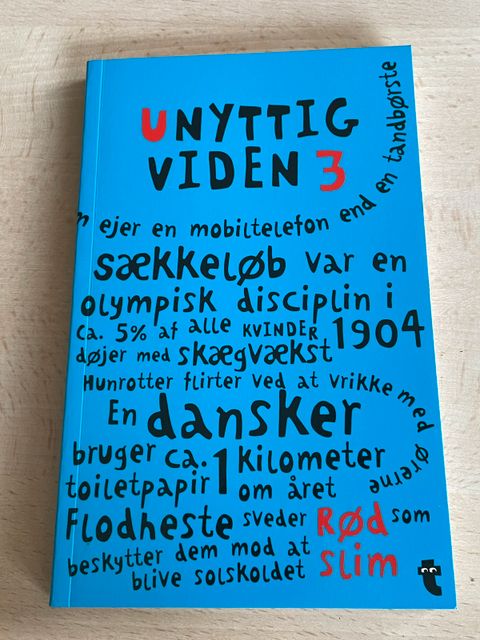 UNYTTIG
VIDEN 3
ejer en mobiltelefon end en tandbørste
sækkeløb var en
olympisk disciplin i
1904
Ca. 5% af alle KVINDER
døjer med skægvækst
Hunrotter flirter ved at vrikke med ørerne
En dansker
bruger ca. 1 kilometer
toiletpapir om året
Flodheste sveder Rød som
beskytter dem mod at slim
blive solskoldet
t